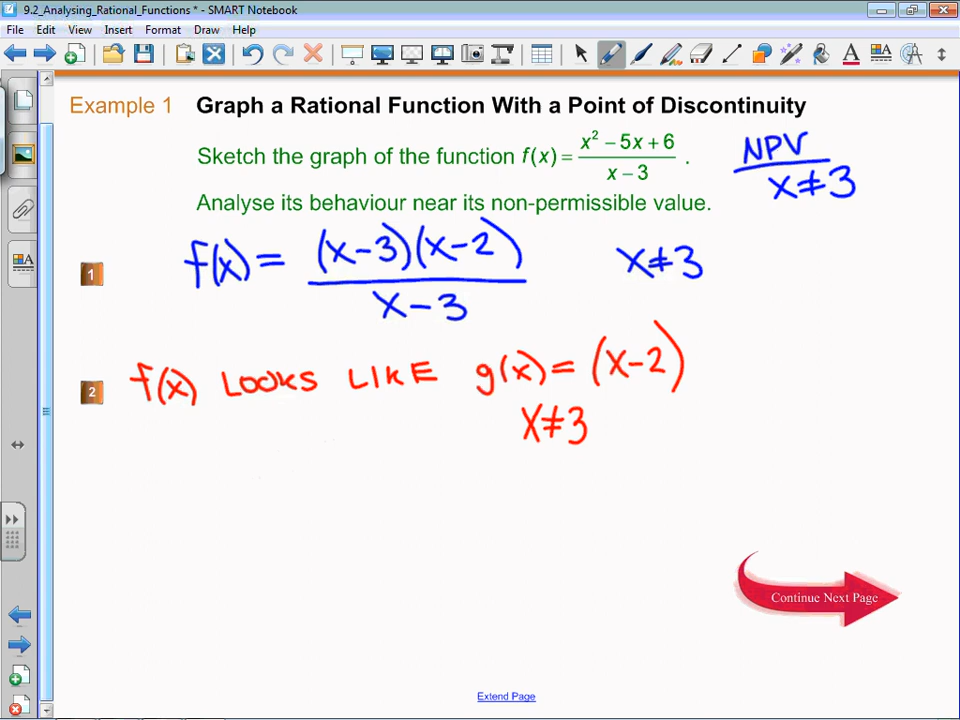 9.2_Analysing_Rational_Functions * - SMART Notebook
File Edit View Insert Format Draw Help
Example 1 Graph a Rational Function With a Point of Discontinuity
Sketch the graph of the function f(x) = (x² – 5x + 6)/(x – 3) .
Analyse its behaviour near its non-permissible value.
NPV
x≠3
1 f(x) = (x-3)(x-2)/(x-3) x≠3
2 f(x) LOOKS LIKE g(x) = (x-2)
x≠3
Continue Next Page
Extend Page